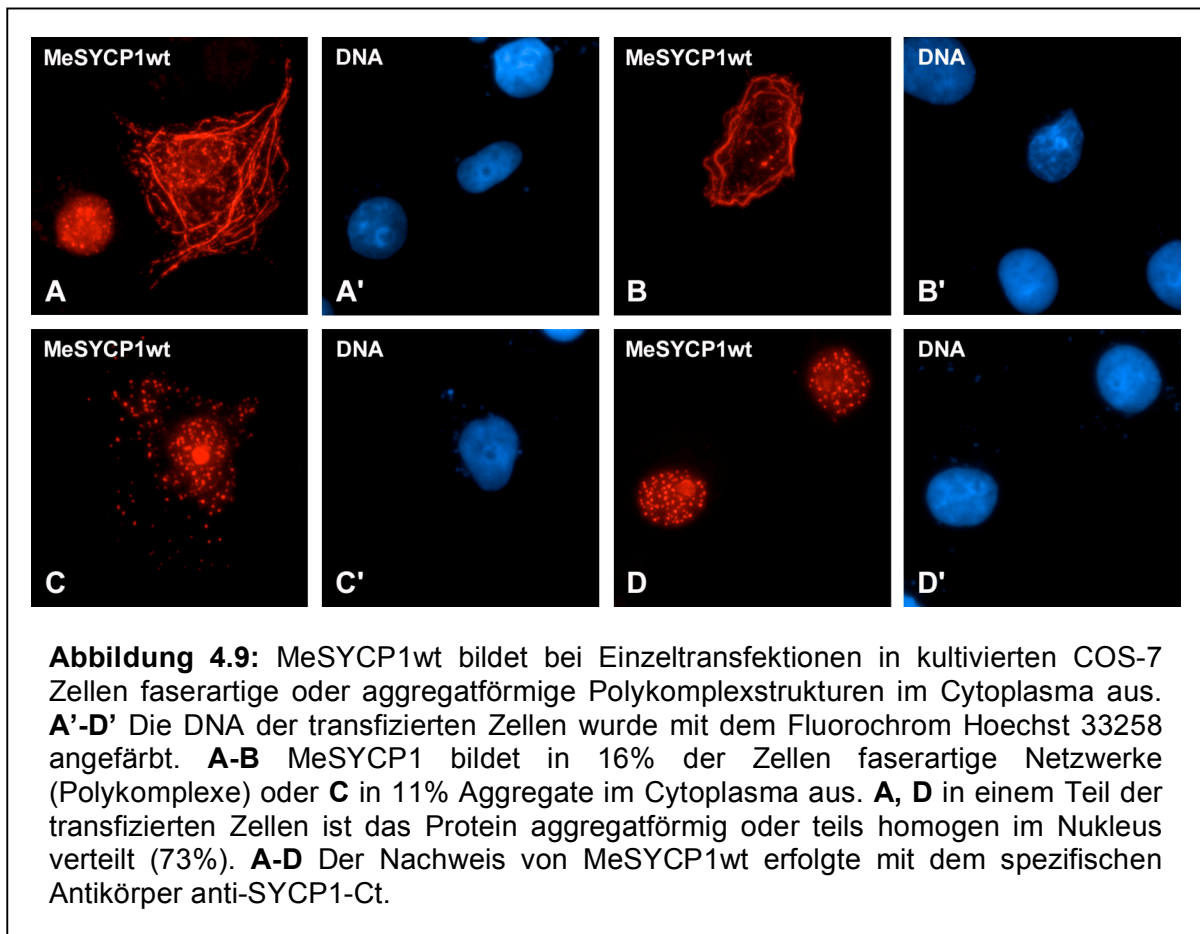 MeSYCP1wt DNA MeSYCP1wt DNA
A A' B B'
MeSYCP1wt DNA MeSYCP1wt DNA
C C' D D'
Abbildung 4.9: MeSYCP1wt bildet bei Einzeltransfektionen in kultivierten COS-7
Zellen faserartige oder aggregatförmige Polykomplexstrukturen im Cytoplasma aus.
A’-D’ Die DNA der transfizierten Zellen wurde mit dem Fluorochrom Hoechst 33258
angefärbt. A-B MeSYCP1 bildet in 16% der Zellen faserartige Netzwerke
(Polykomplexe) oder C in 11% Aggregate im Cytoplasma aus. A, D in einem Teil der
transfizierten Zellen ist das Protein aggregatförmig oder teils homogen im Nukleus
verteilt (73%). A-D Der Nachweis von MeSYCP1wt erfolgte mit dem spezifischen
Antikörper anti-SYCP1-Ct.